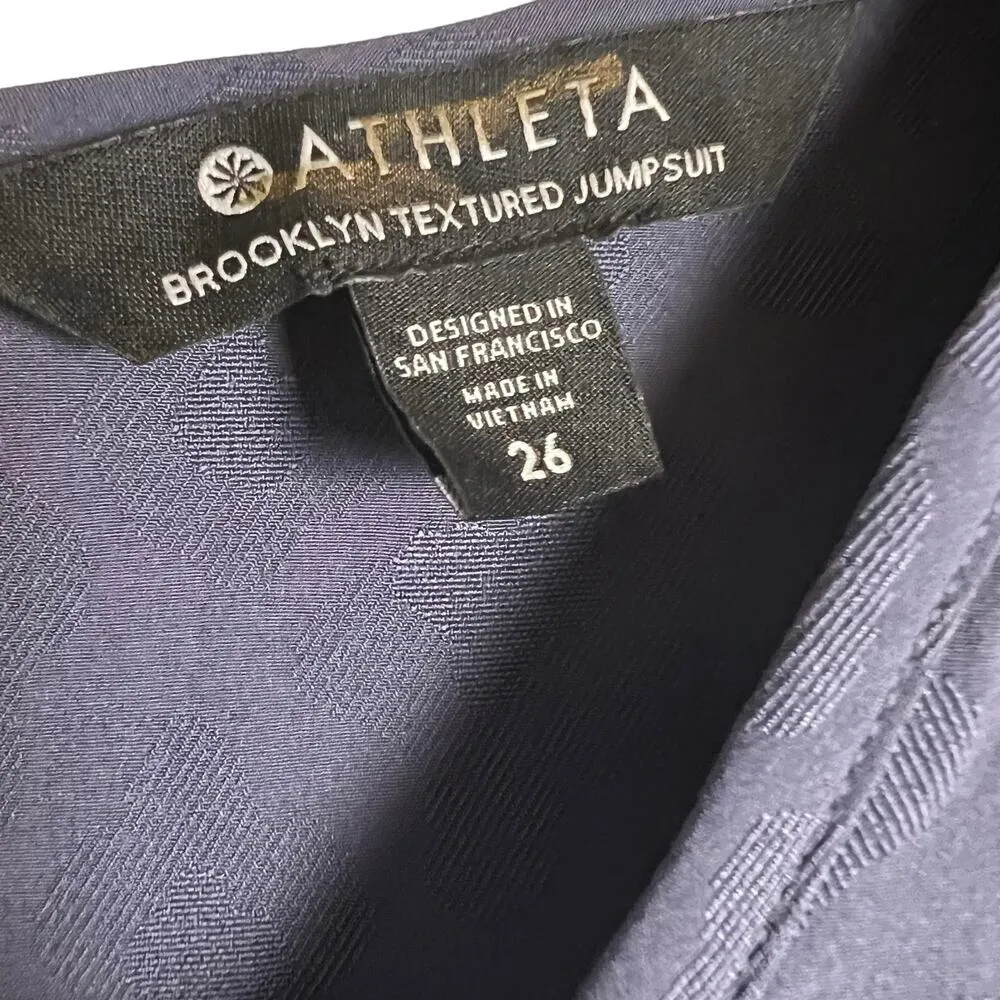 ATHLETA
BROOKLYN TEXTURED JUMPSUIT
DESIGNED IN
SAN FRANCISCO
MADE IN
VIETNAM
26